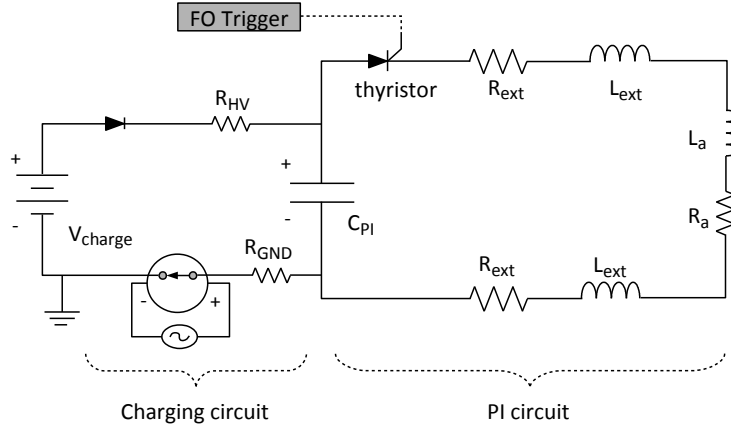 FO Trigger
thyristor
R_ext
L_ext
R_HV
L_a
+
+
-
-
C_PI
R_a
V_charge
R_GND
R_ext
L_ext
- +
Charging circuit
PI circuit